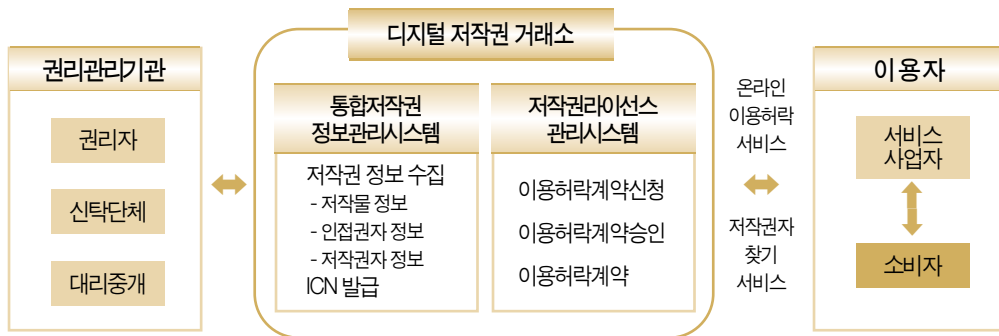 디지털 저작권 거래소
권리관리기관
권리자
신탁단체
대리중개
통합저작권
정보관리시스템
저작권 정보 수집
- 저작물 정보
- 인접권자 정보
- 저작권자 정보
ICN 발급
저작권라이선스
관리시스템
이용허락계약신청
이용허락계약승인
이용허락계약
온라인
이용허락
서비스
저작권자
찾기
서비스
이용자
서비스
사업자
소비자